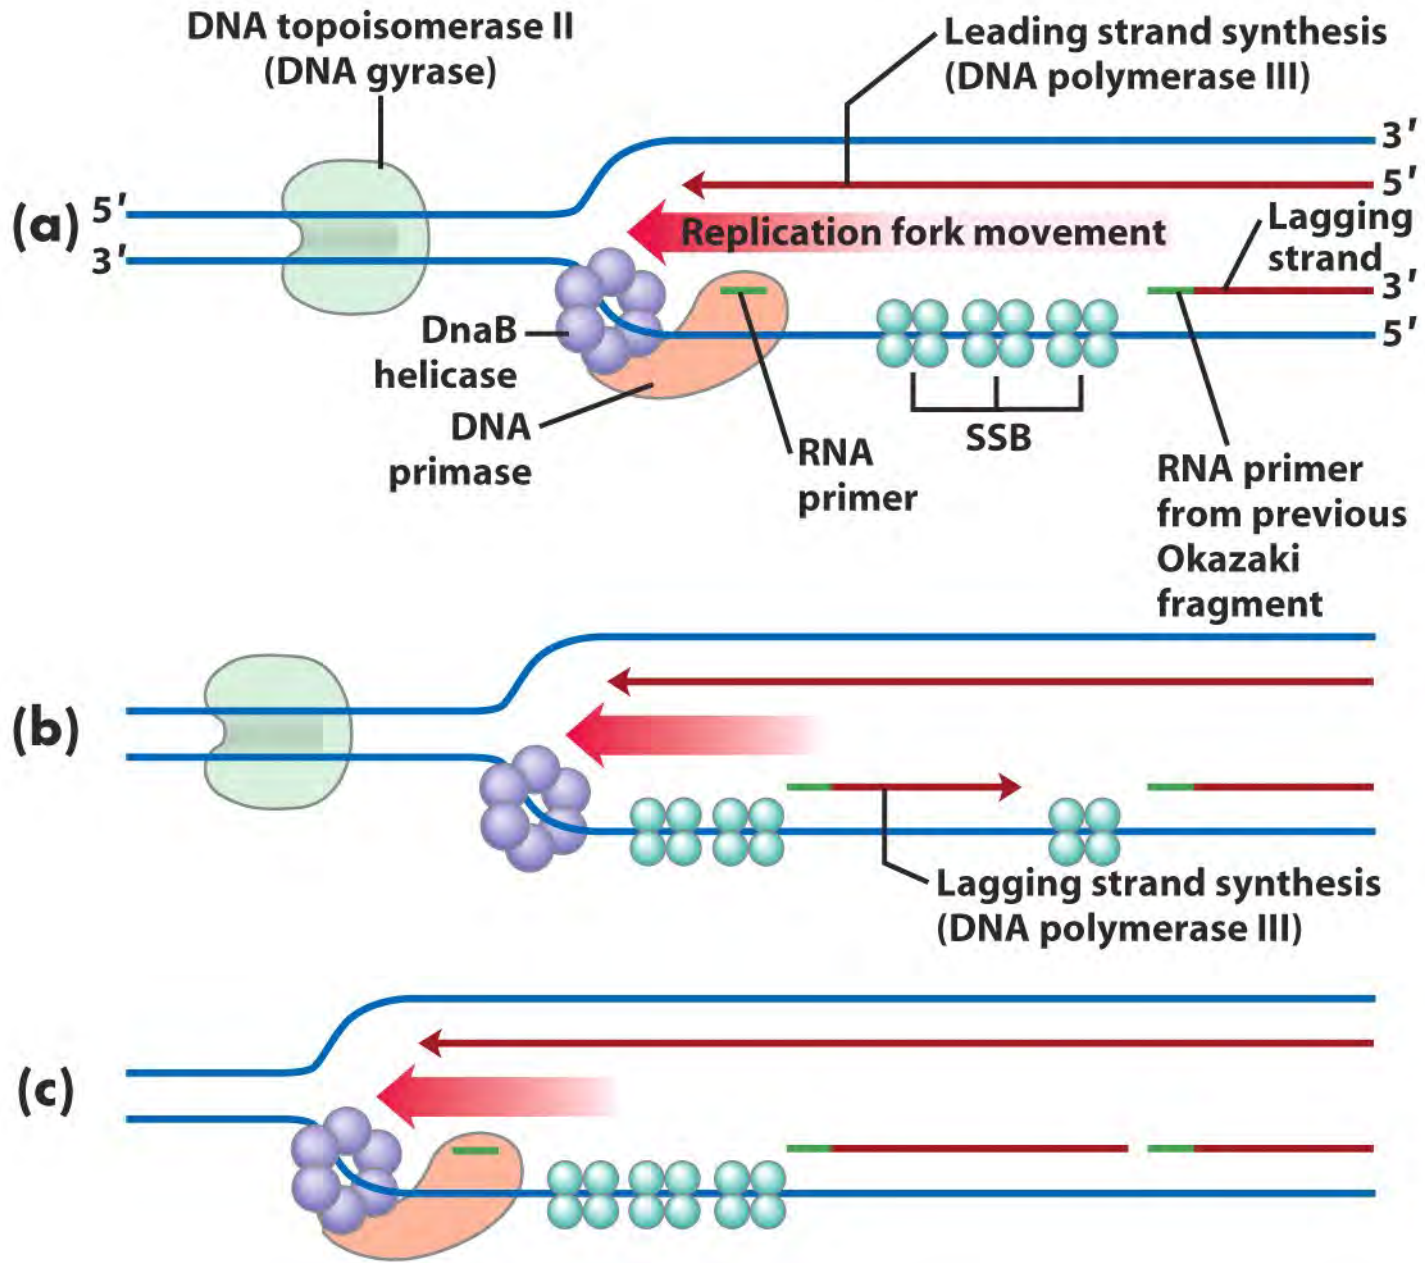 DNA topoisomerase II
(DNA gyrase)
Leading strand synthesis
(DNA polymerase III)
3′
5′
(a)
5′
3′
Replication fork movement
Lagging
strand
3′
5′
DnaB
helicase
DNA
primase
RNA
primer
SSB
RNA primer
from previous
Okazaki
fragment
(b)
Lagging strand synthesis
(DNA polymerase III)
(c)